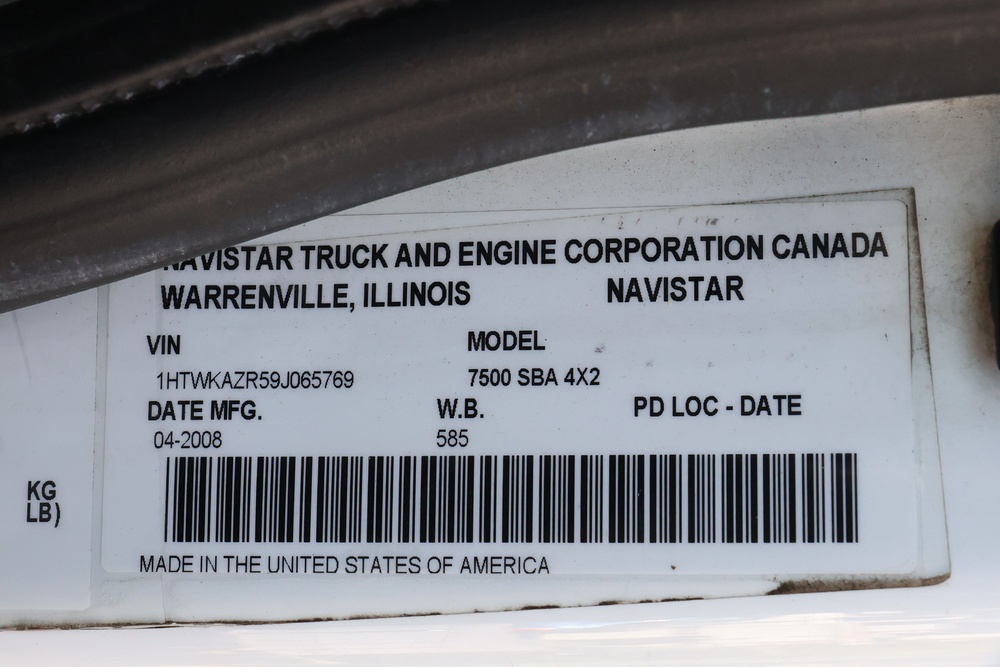 NAVISTAR TRUCK AND ENGINE CORPORATION CANADA
WARRENVILLE, ILLINOIS NAVISTAR
VIN MODEL
1HTWKAZR59J065769 7500 SBA 4X2
DATE MFG. W.B. PD LOC - DATE
04-2008 585
KG
LB)
MADE IN THE UNITED STATES OF AMERICA